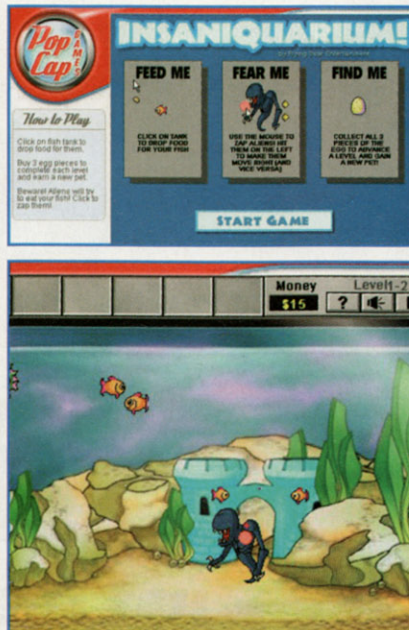 Pop Cap
GAMES
INSANIQUARIUM!
How to Play
Click on fish tank to
drop food for them.
Buy 3 egg pieces to
complete each level
and earn a new pet.
Beware! Aliens will try
to eat your fish! Click to
zap them!
FEED ME
CLICK ON TANK
TO DROP FOOD
FOR YOUR FISH
FEAR ME
USE THE MOUSE TO
ZAP ALIENS! HIT
THEM ON THE LEFT
TO MAKE THEM
MOVE RIGHT (AND
VICE VERSA)
FIND ME
COLLECT ALL 3
PIECES OF THE
EGG TO ADVANCE
A LEVEL AND GAIN
A NEW PET!
START GAME
Money
$15
Level1-2
?